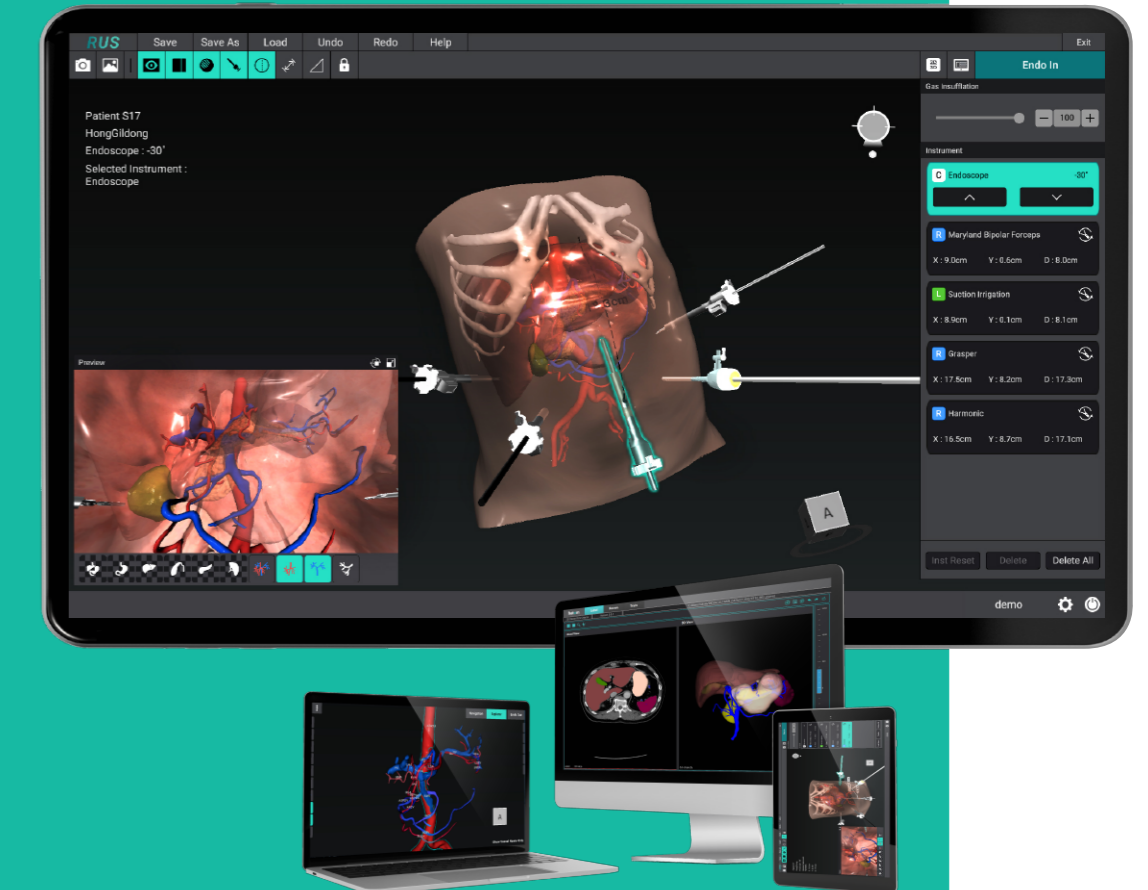 RUS Save Save As Load Undo Redo Help Exit
Endo In
Gas Insufflation
100
Patient S17
HongGildong
Endoscope : -30˚
Selected Instrument :
Endoscope
Instrument
C Endoscope -30°
R Maryland Bipolar Forceps
X : 9.0cm Y : 0.6cm D : 8.0cm
L Suction Irrigation
X : 8.9cm Y : 0.1cm D : 8.1cm
R Grasper
X : 17.5cm Y : 8.2cm D : 17.3cm
R Harmonic
X : 16.5cm Y : 8.7cm D : 17.1cm
Preview
A
Inst Reset Delete Delete All
demo
A